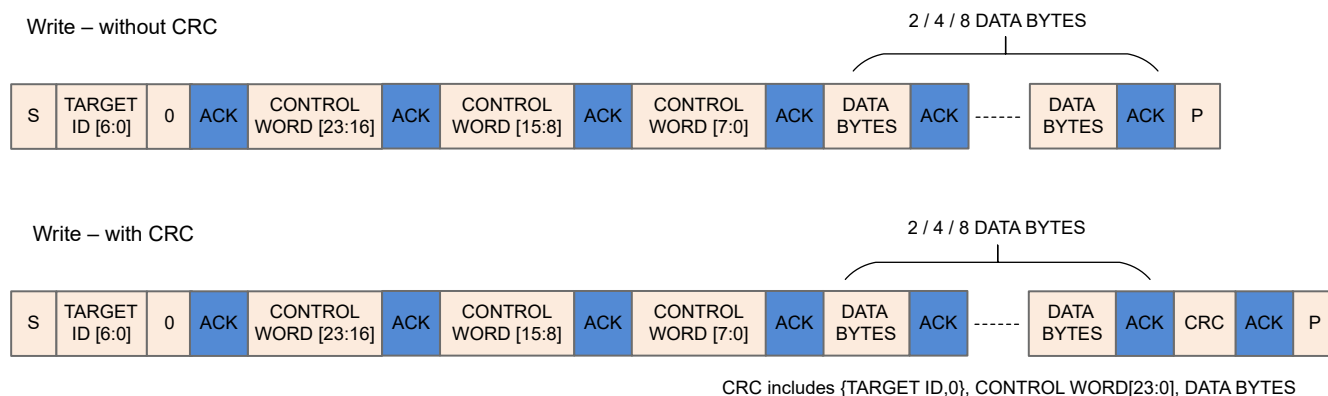 Write – without CRC
2 / 4 / 8 DATA BYTES
S
TARGET
ID [6:0]
0
ACK
CONTROL
WORD [23:16]
ACK
CONTROL
WORD [15:8]
ACK
CONTROL
WORD [7:0]
ACK
DATA
BYTES
ACK
DATA
BYTES
ACK
P
Write – with CRC
2 / 4 / 8 DATA BYTES
S
TARGET
ID [6:0]
0
ACK
CONTROL
WORD [23:16]
ACK
CONTROL
WORD [15:8]
ACK
CONTROL
WORD [7:0]
ACK
DATA
BYTES
ACK
DATA
BYTES
ACK
CRC
ACK
P
CRC includes {TARGET ID,0}, CONTROL WORD[23:0], DATA BYTES